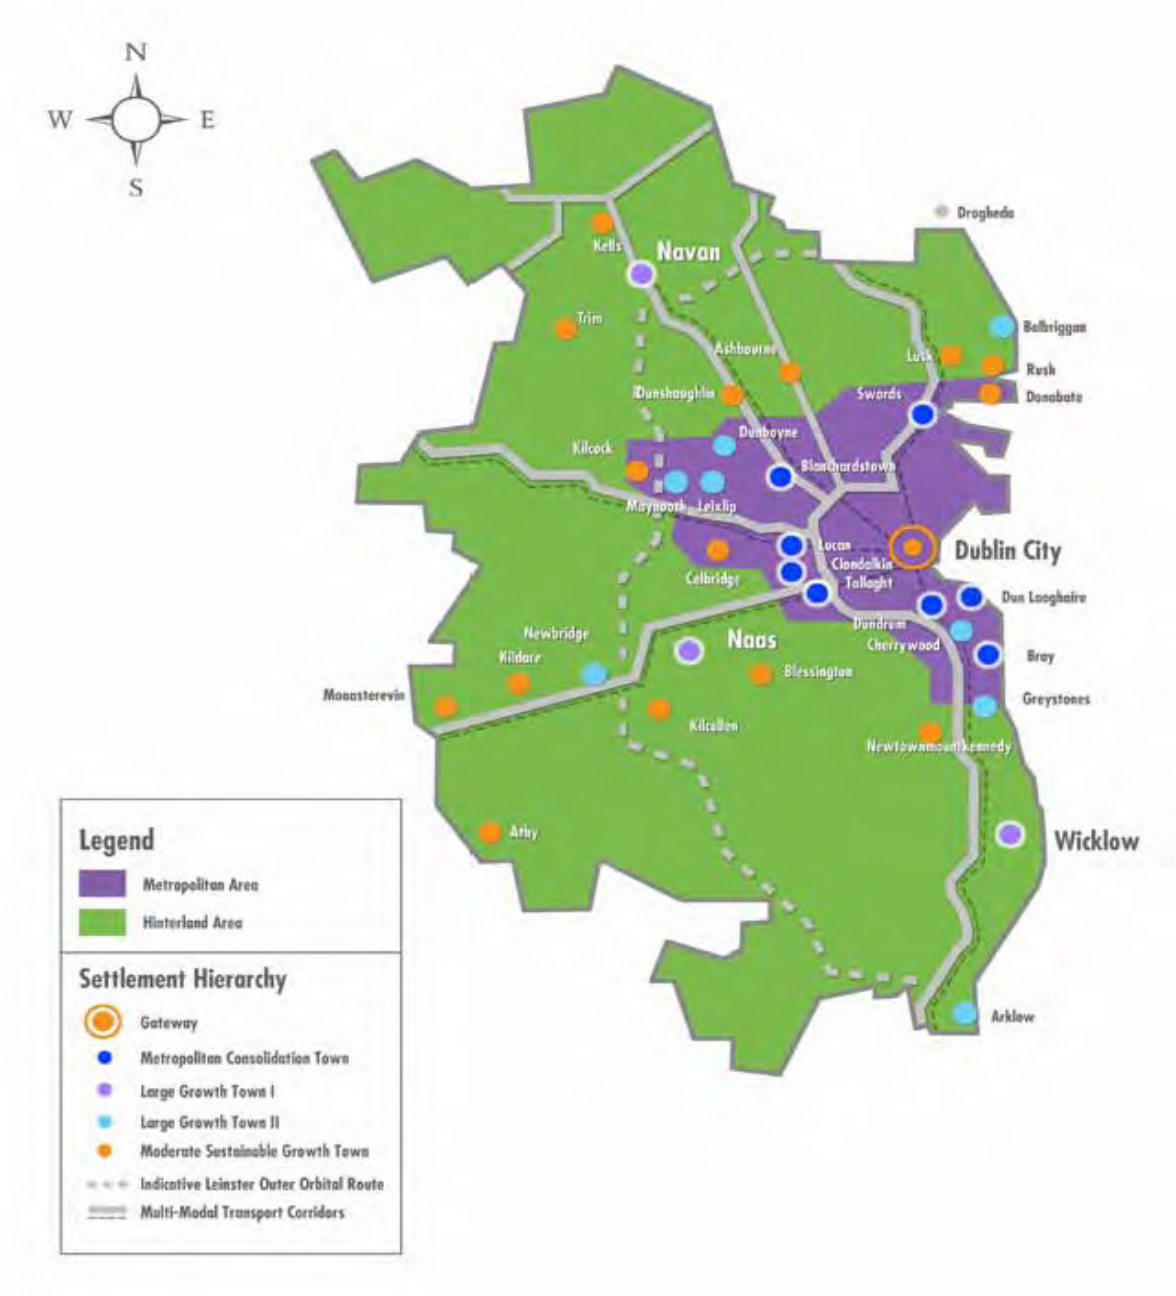 N
W E
S
Drogheda
Kells
Navan
Trim
Balbriggan
Ashbourne
Lusk
Rush
Dunshaughlin
Swords
Donabate
Dunboyne
Kilcock
Blanchardstown
Maynooth Leixlip
Lucan
Dublin City
Clondalkin
Celbridge
Tallaght
Dun Laoghaire
Dundrum
Newbridge
Naas
Cherrywood
Kildare
Bray
Blessington
Monasterevin
Greystones
Kilcullen
Newtownmountkennedy
Athy
Wicklow
Arklow
Legend
Metropolitan Area
Hinterland Area
Settlement Hierarchy
Gateway
Metropolitan Consolidation Town
Large Growth Town I
Large Growth Town II
Moderate Sustainable Growth Town
Indicative Leinster Outer Orbital Route
Multi-Modal Transport Corridors